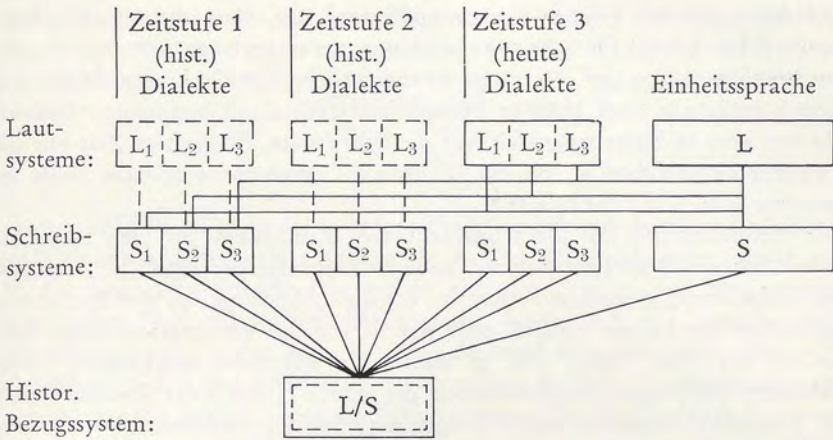 Zeitstufe 1 Zeitstufe 2 Zeitstufe 3
(hist.) (hist.) (heute)
Dialekte Dialekte Dialekte Einheitssprache
Laut-
systeme: L₁ L₂ L₃ L₁ L₂ L₃ L₁ L₂ L₃ L
Schreib-
systeme: S₁ S₂ S₃ S₁ S₂ S₃ S₁ S₂ S₃ S
Histor. L/S
Bezugssystem: